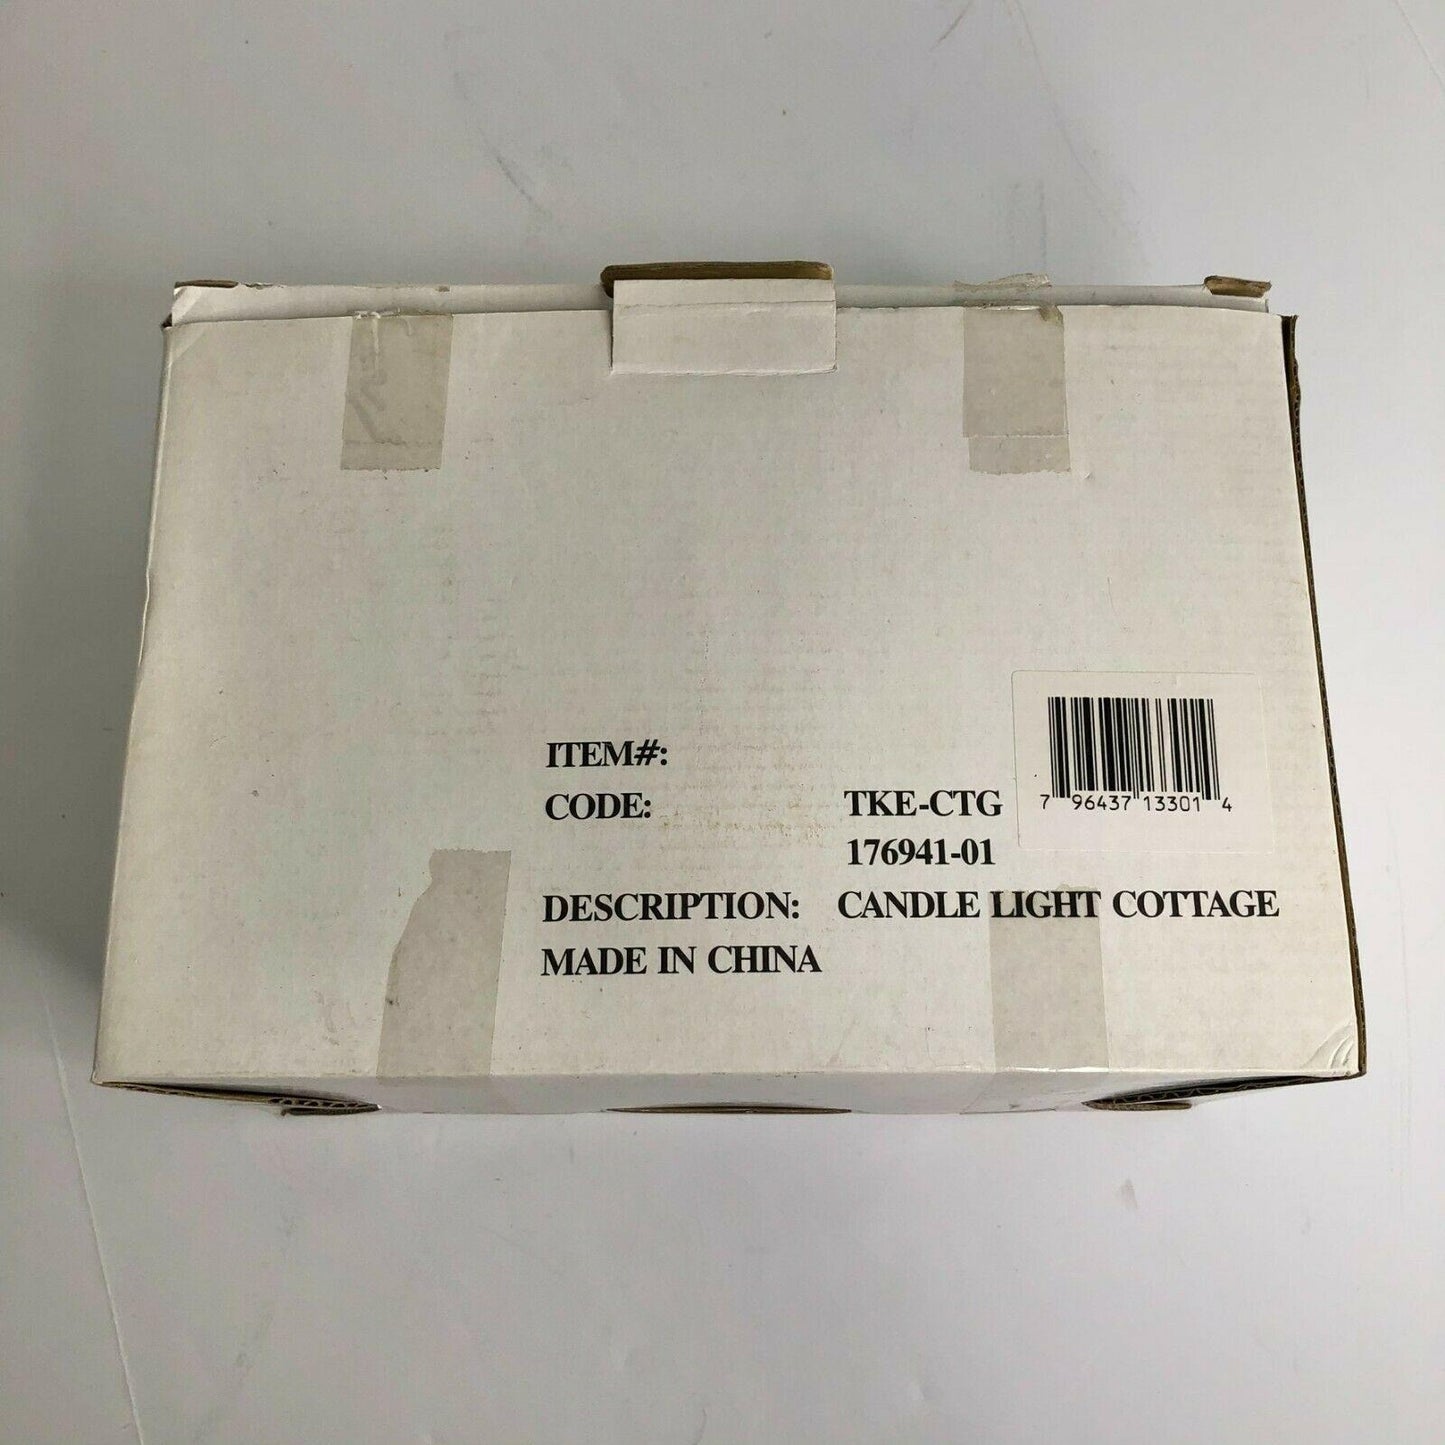 ITEM#:
CODE: TKE-CTG
176941-01
7 96437 13301 4
DESCRIPTION: CANDLE LIGHT COTTAGE
MADE IN CHINA